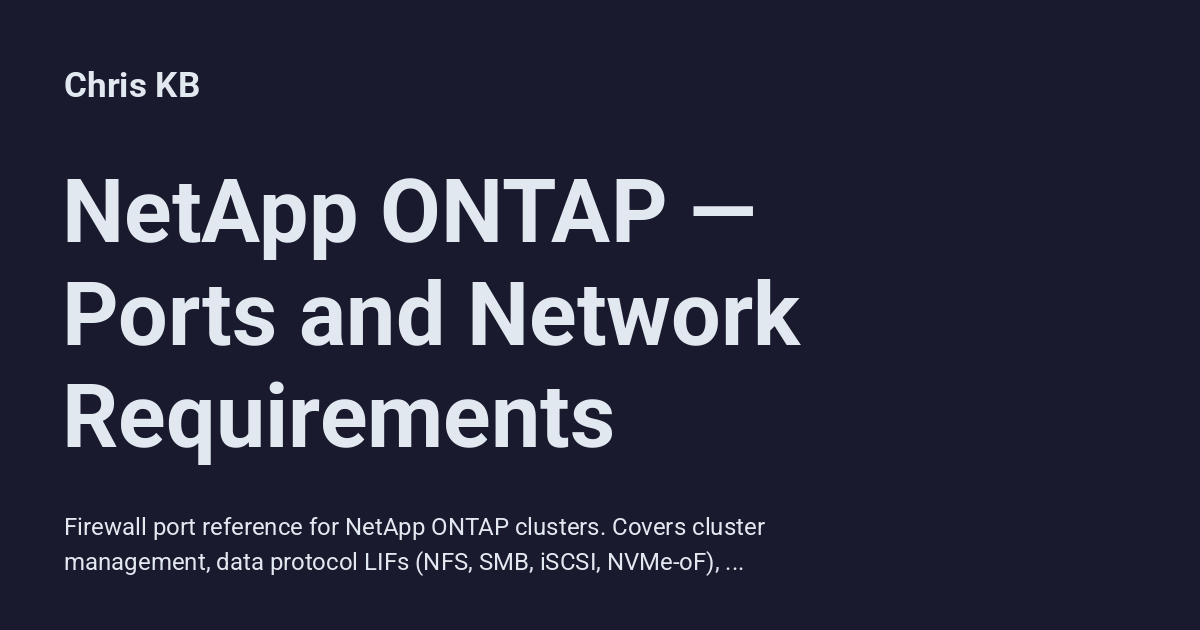 Chris KB
NetApp ONTAP —
Ports and Network
Requirements
Firewall port reference for NetApp ONTAP clusters. Covers cluster
management, data protocol LIFs (NFS, SMB, iSCSI, NVMe-oF), ...